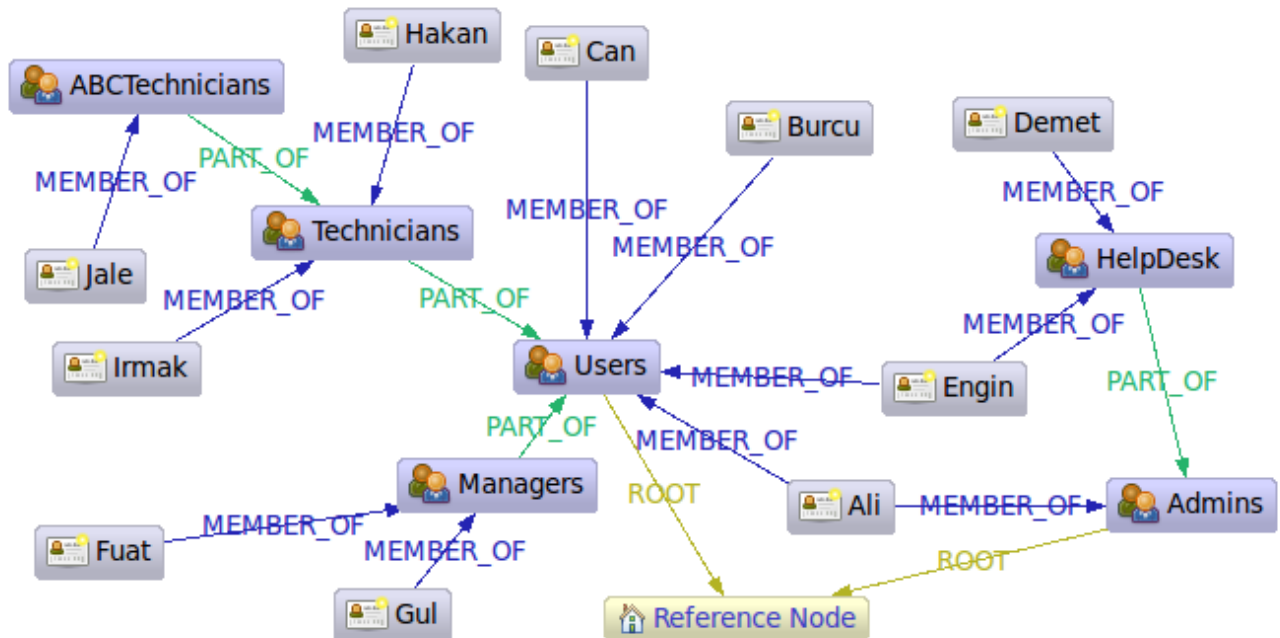 Hakan
Can
ABCTechnicians
Burcu
Demet
MEMBER_OF
PART_OF
MEMBER_OF
MEMBER_OF
MEMBER_OF
Technicians
MEMBER_OF
HelpDesk
Jale
MEMBER_OF
PART_OF
MEMBER_OF
Irmak
Users
MEMBER_OF
Engin
PART_OF
PART_OF
MEMBER_OF
Managers
ROOT
Ali
MEMBER_OF
Admins
Fuat
MEMBER_OF
MEMBER_OF
ROOT
Gul
Reference Node